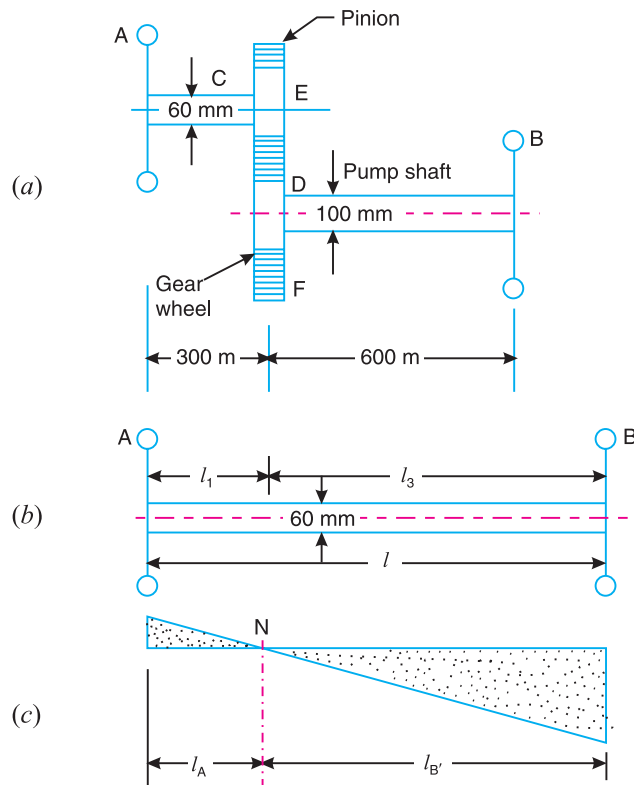 Pinion
A
C
60 mm
E
B
(a)
D
Pump shaft
100 mm
Gear
wheel
F
300 m
600 m
A
B
l1
l3
(b)
60 mm
l
N
(c)
lA
lB′